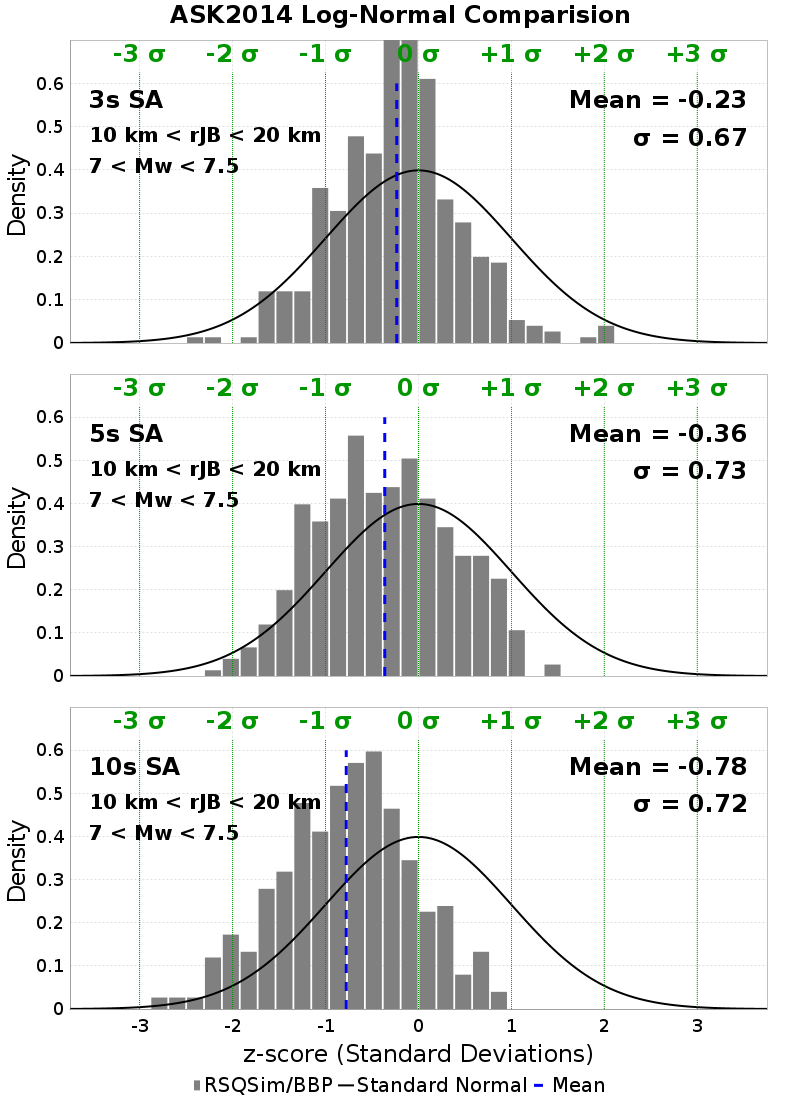 ASK2014 Log-Normal Comparision
-3 σ -2 σ -1 σ 0 σ +1 σ +2 σ +3 σ
3s SA
Mean = -0.23
10 km < rJB < 20 km
σ = 0.67
7 < Mw < 7.5
Density
0.6
0.5
0.4
0.3
0.2
0.1
0
-3 σ -2 σ -1 σ 0 σ +1 σ +2 σ +3 σ
5s SA
Mean = -0.36
10 km < rJB < 20 km
σ = 0.73
7 < Mw < 7.5
Density
0.6
0.5
0.4
0.3
0.2
0.1
0
-3 σ -2 σ -1 σ 0 σ +1 σ +2 σ +3 σ
10s SA
Mean = -0.78
10 km < rJB < 20 km
σ = 0.72
7 < Mw < 7.5
Density
0.6
0.5
0.4
0.3
0.2
0.1
0
-3 -2 -1 0 1 2 3
z-score (Standard Deviations)
RSQSim/BBP Standard Normal Mean